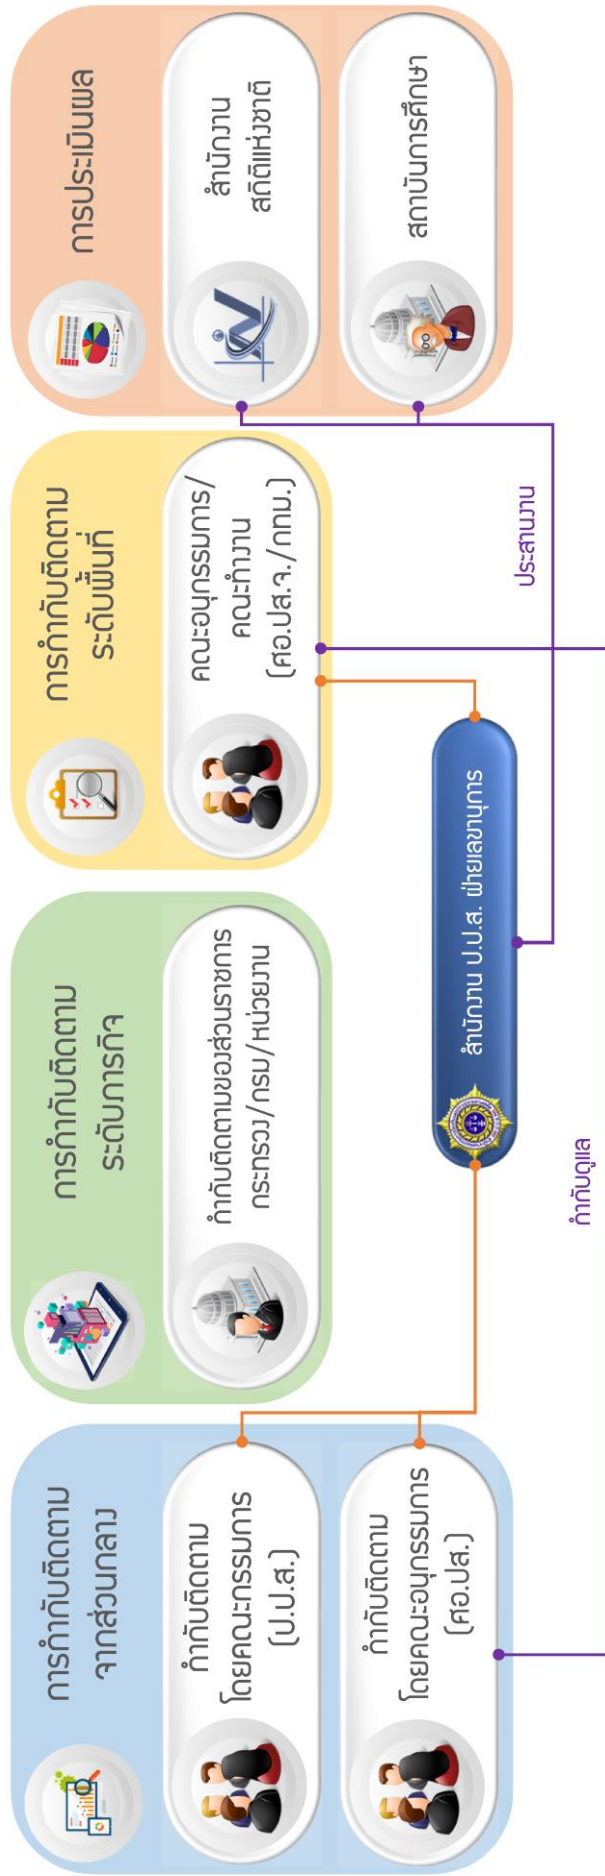 การกำกับติดตาม
จากส่วนกลาง
กำกับติดตาม
โดยคณะกรรมการ
(ป.ป.ส.)
กำกับติดตาม
โดยคณะอนุกรรมการ
(ศอ.ปส.)
การกำกับติดตาม
ระดับภารกิจ
กำกับติดตามของส่วนราชการ
กระทรวง/กรม/หน่วยงาน
การกำกับติดตาม
ระดับพื้นที่
คณะอนุกรรมการ/
คณะทำงาน
(ศอ.ปส.จ./กทม.)
การประเมินผล
สำนักงาน
สถิติแห่งชาติ
สถาบันการศึกษา
สำนักงาน ป.ป.ส. ฝ่ายเลขานุการ
ประสานงาน
กำกับดูแล